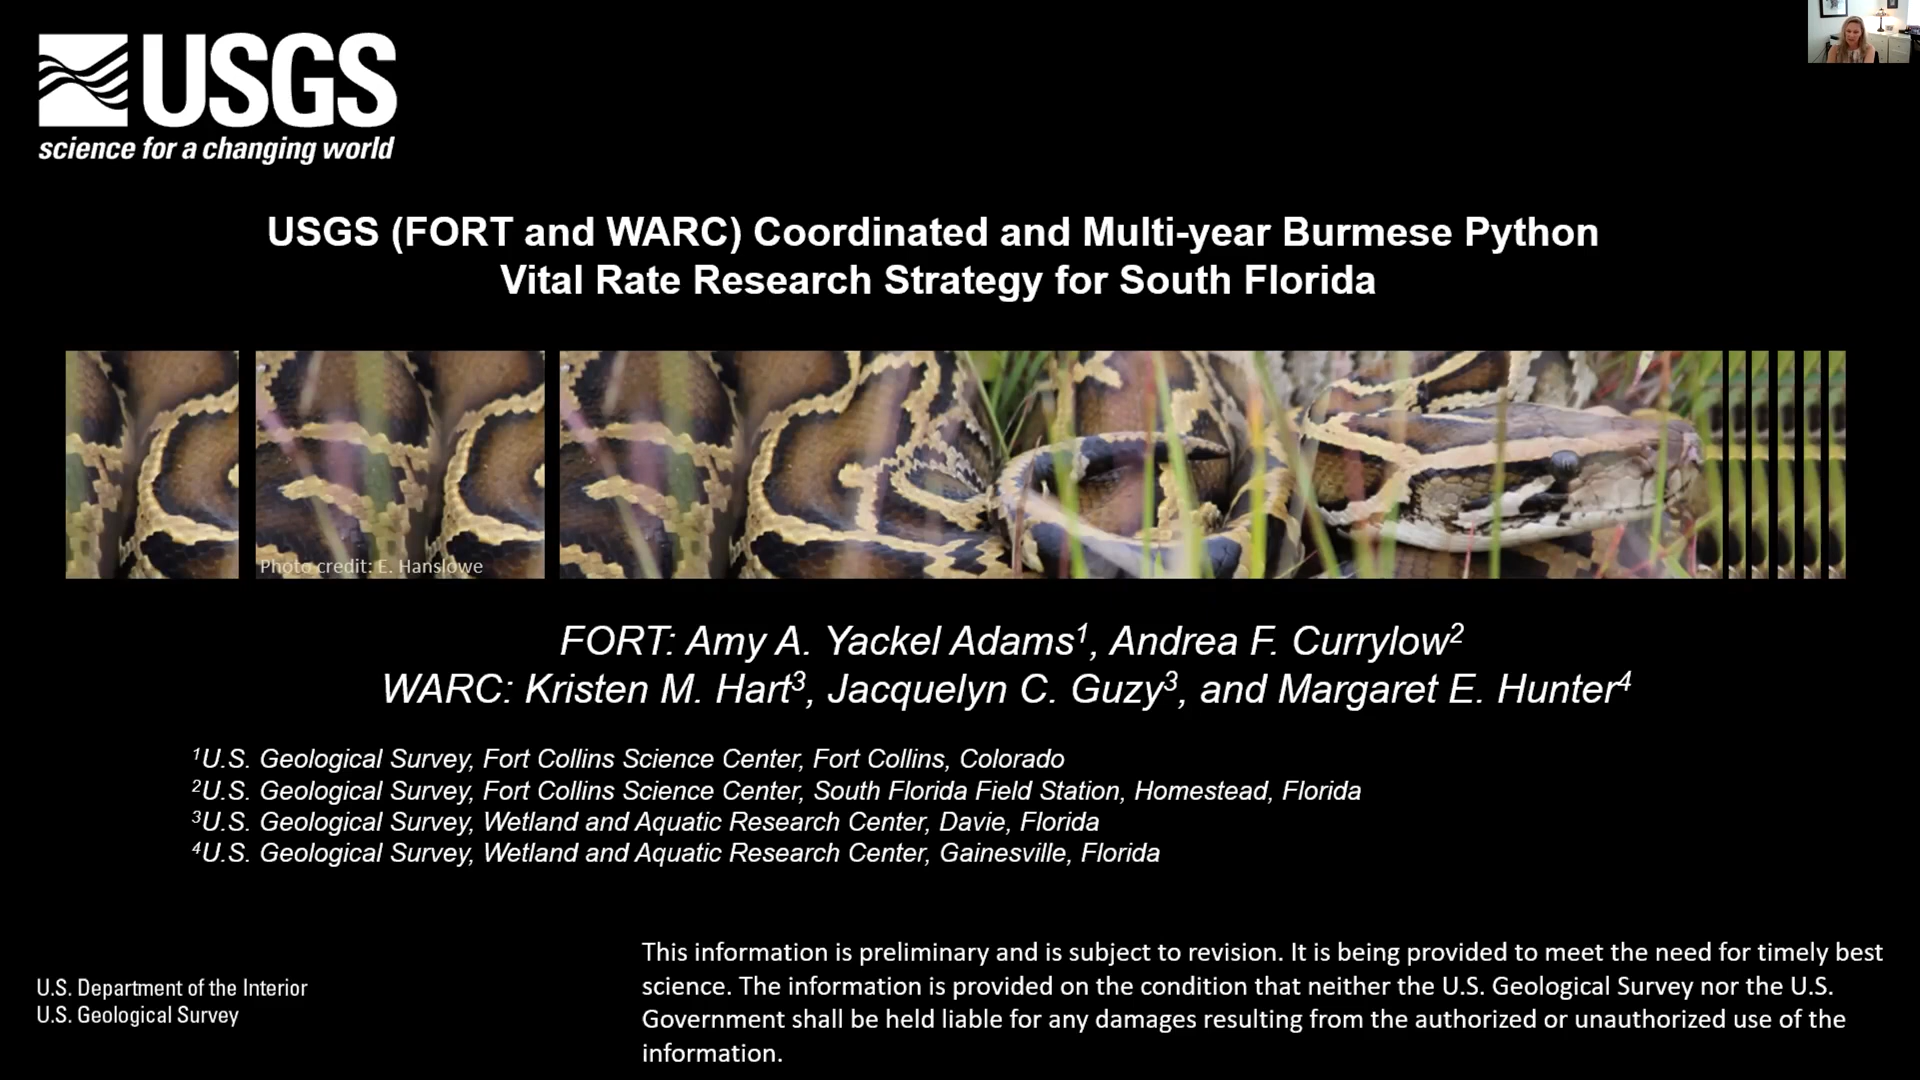 USGS
science for a changing world
USGS (FORT and WARC) Coordinated and Multi-year Burmese Python
Vital Rate Research Strategy for South Florida
Photo credit: E. Hanslowe
FORT: Amy A. Yackel Adams¹, Andrea F. Currylow²
WARC: Kristen M. Hart³, Jacquelyn C. Guzy³, and Margaret E. Hunter⁴
¹U.S. Geological Survey, Fort Collins Science Center, Fort Collins, Colorado
²U.S. Geological Survey, Fort Collins Science Center, South Florida Field Station, Homestead, Florida
³U.S. Geological Survey, Wetland and Aquatic Research Center, Davie, Florida
⁴U.S. Geological Survey, Wetland and Aquatic Research Center, Gainesville, Florida
U.S. Department of the Interior
U.S. Geological Survey
This information is preliminary and is subject to revision. It is being provided to meet the need for timely best
science. The information is provided on the condition that neither the U.S. Geological Survey nor the U.S.
Government shall be held liable for any damages resulting from the authorized or unauthorized use of the
information.